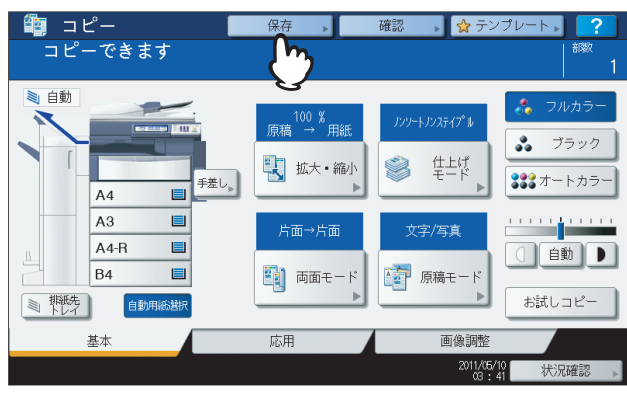 コピー
保存
確認
テンプレート
?
コピーできます
部数
1
自動
100 %
原稿 → 用紙
ノンソートノンステイプル
フルカラー
拡大・縮小
仕上げ
モード
ブラック
手差し
A4
オートカラー
A3
片面→片面
文字/写真
A4-R
自動
B4
両面モード
原稿モード
排紙先
トレイ
自動用紙選択
お試しコピー
基本
応用
画像調整
2011/05/10
03 : 41
状況確認